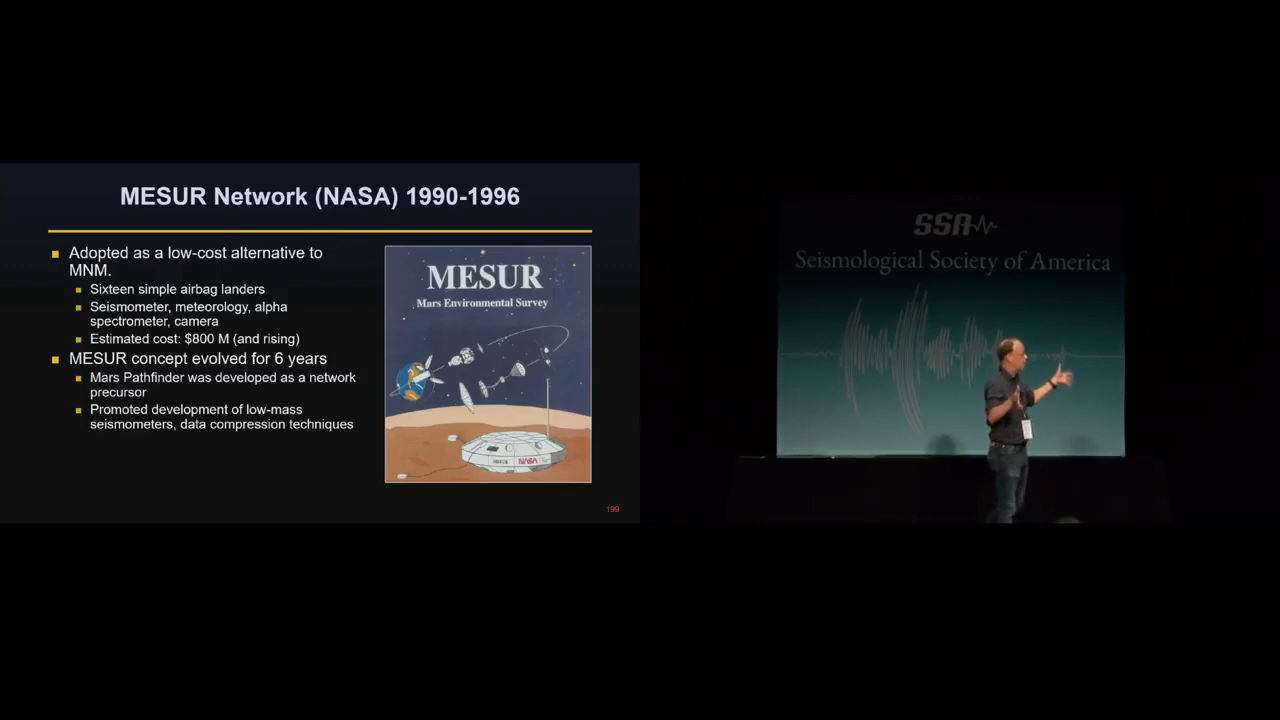 MESUR Network (NASA) 1990-1996
Adopted as a low-cost alternative to
MNM.
Sixteen simple airbag landers
Seismometer, meteorology, alpha
spectrometer, camera
Estimated cost: $800 M (and rising)
MESUR concept evolved for 6 years
Mars Pathfinder was developed as a network
precursor
Promoted development of low-mass
seismometers, data compression techniques
MESUR
Mars Environmental Survey
NASA
199
SSA
Seismological Society of America